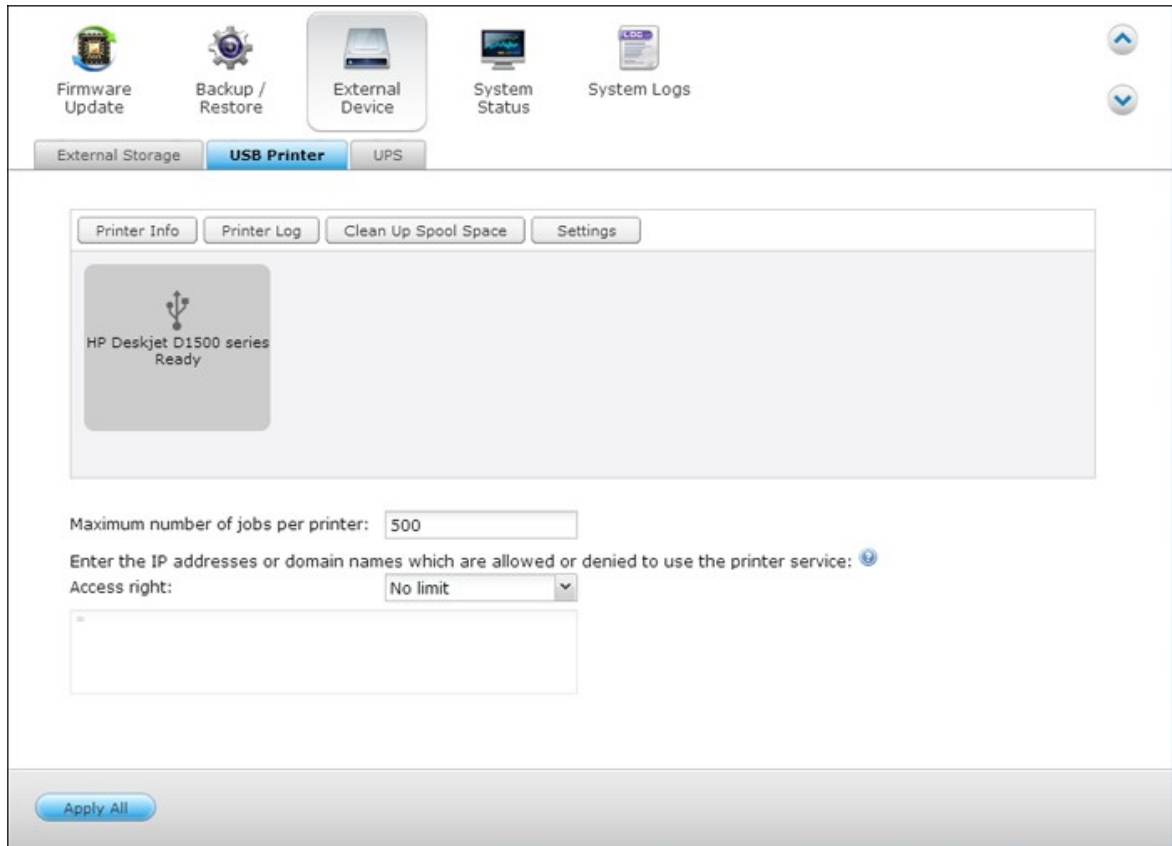 Firmware
Update
Backup /
Restore
External
Device
System
Status
LOG
System Logs
External Storage
USB Printer
UPS
Printer Info
Printer Log
Clean Up Spool Space
Settings
HP Deskjet D1500 series
Ready
Maximum number of jobs per printer: 500
Enter the IP addresses or domain names which are allowed or denied to use the printer service:
Access right: No limit
Apply All